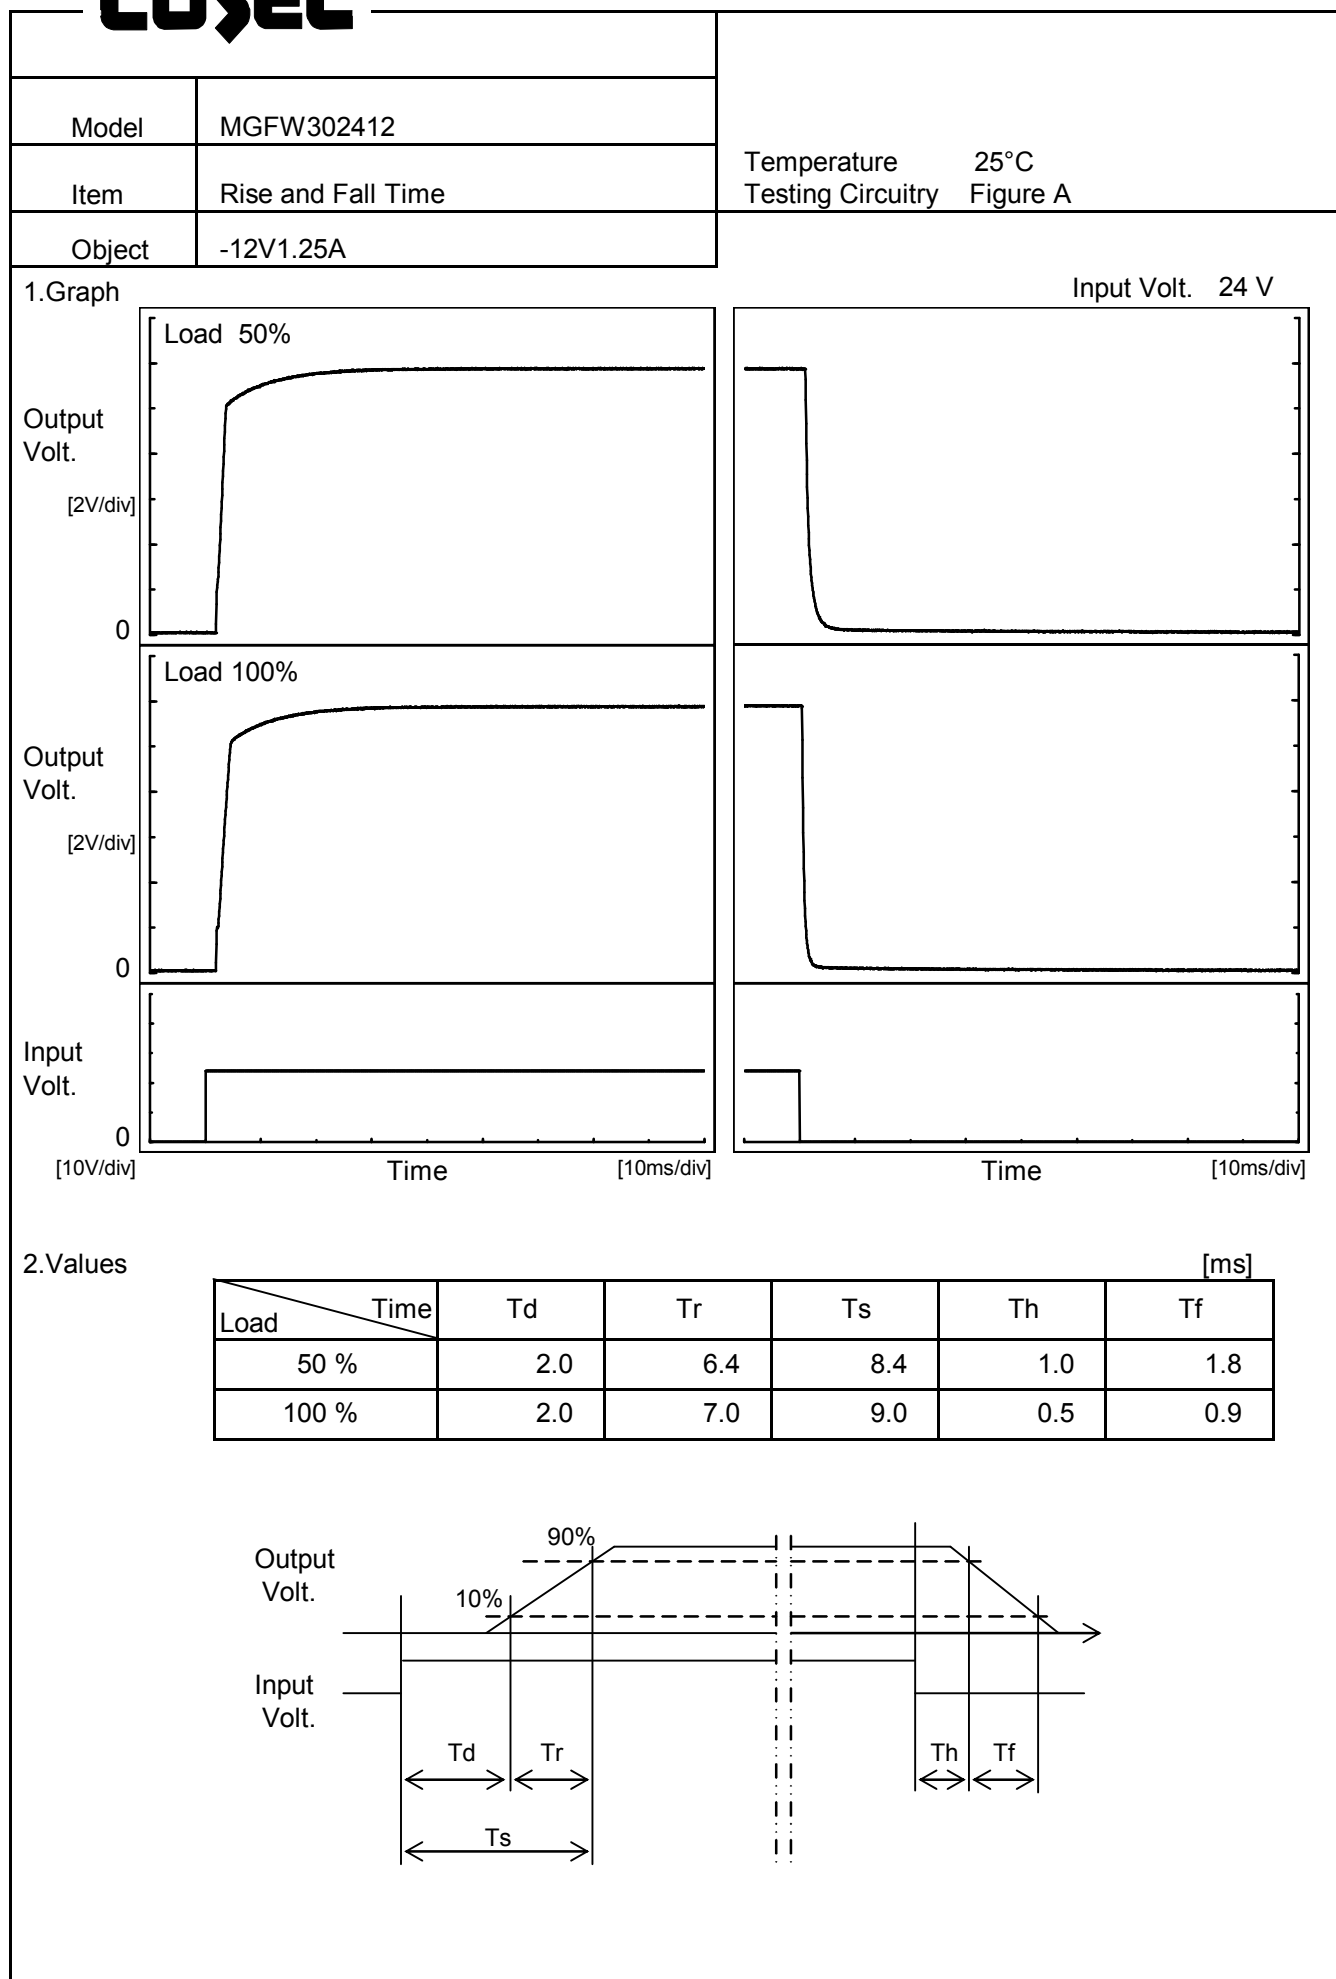 COSEL
Model MGFW302412
Item Rise and Fall Time
Temperature 25°C
Testing Circuitry Figure A
Object -12V1.25A
1.Graph
Input Volt. 24 V
Load 50%
Output
Volt.
[2V/div]
0
Load 100%
Output
Volt.
[2V/div]
0
Input
Volt.
0
[10V/div] Time [10ms/div] Time [10ms/div]
2.Values [ms]
Time
Load Td Tr Ts Th Tf
50 % 2.0 6.4 8.4 1.0 1.8
100 % 2.0 7.0 9.0 0.5 0.9
90%
Output
Volt.
10%
Input
Volt.
Td Tr Th Tf
Ts